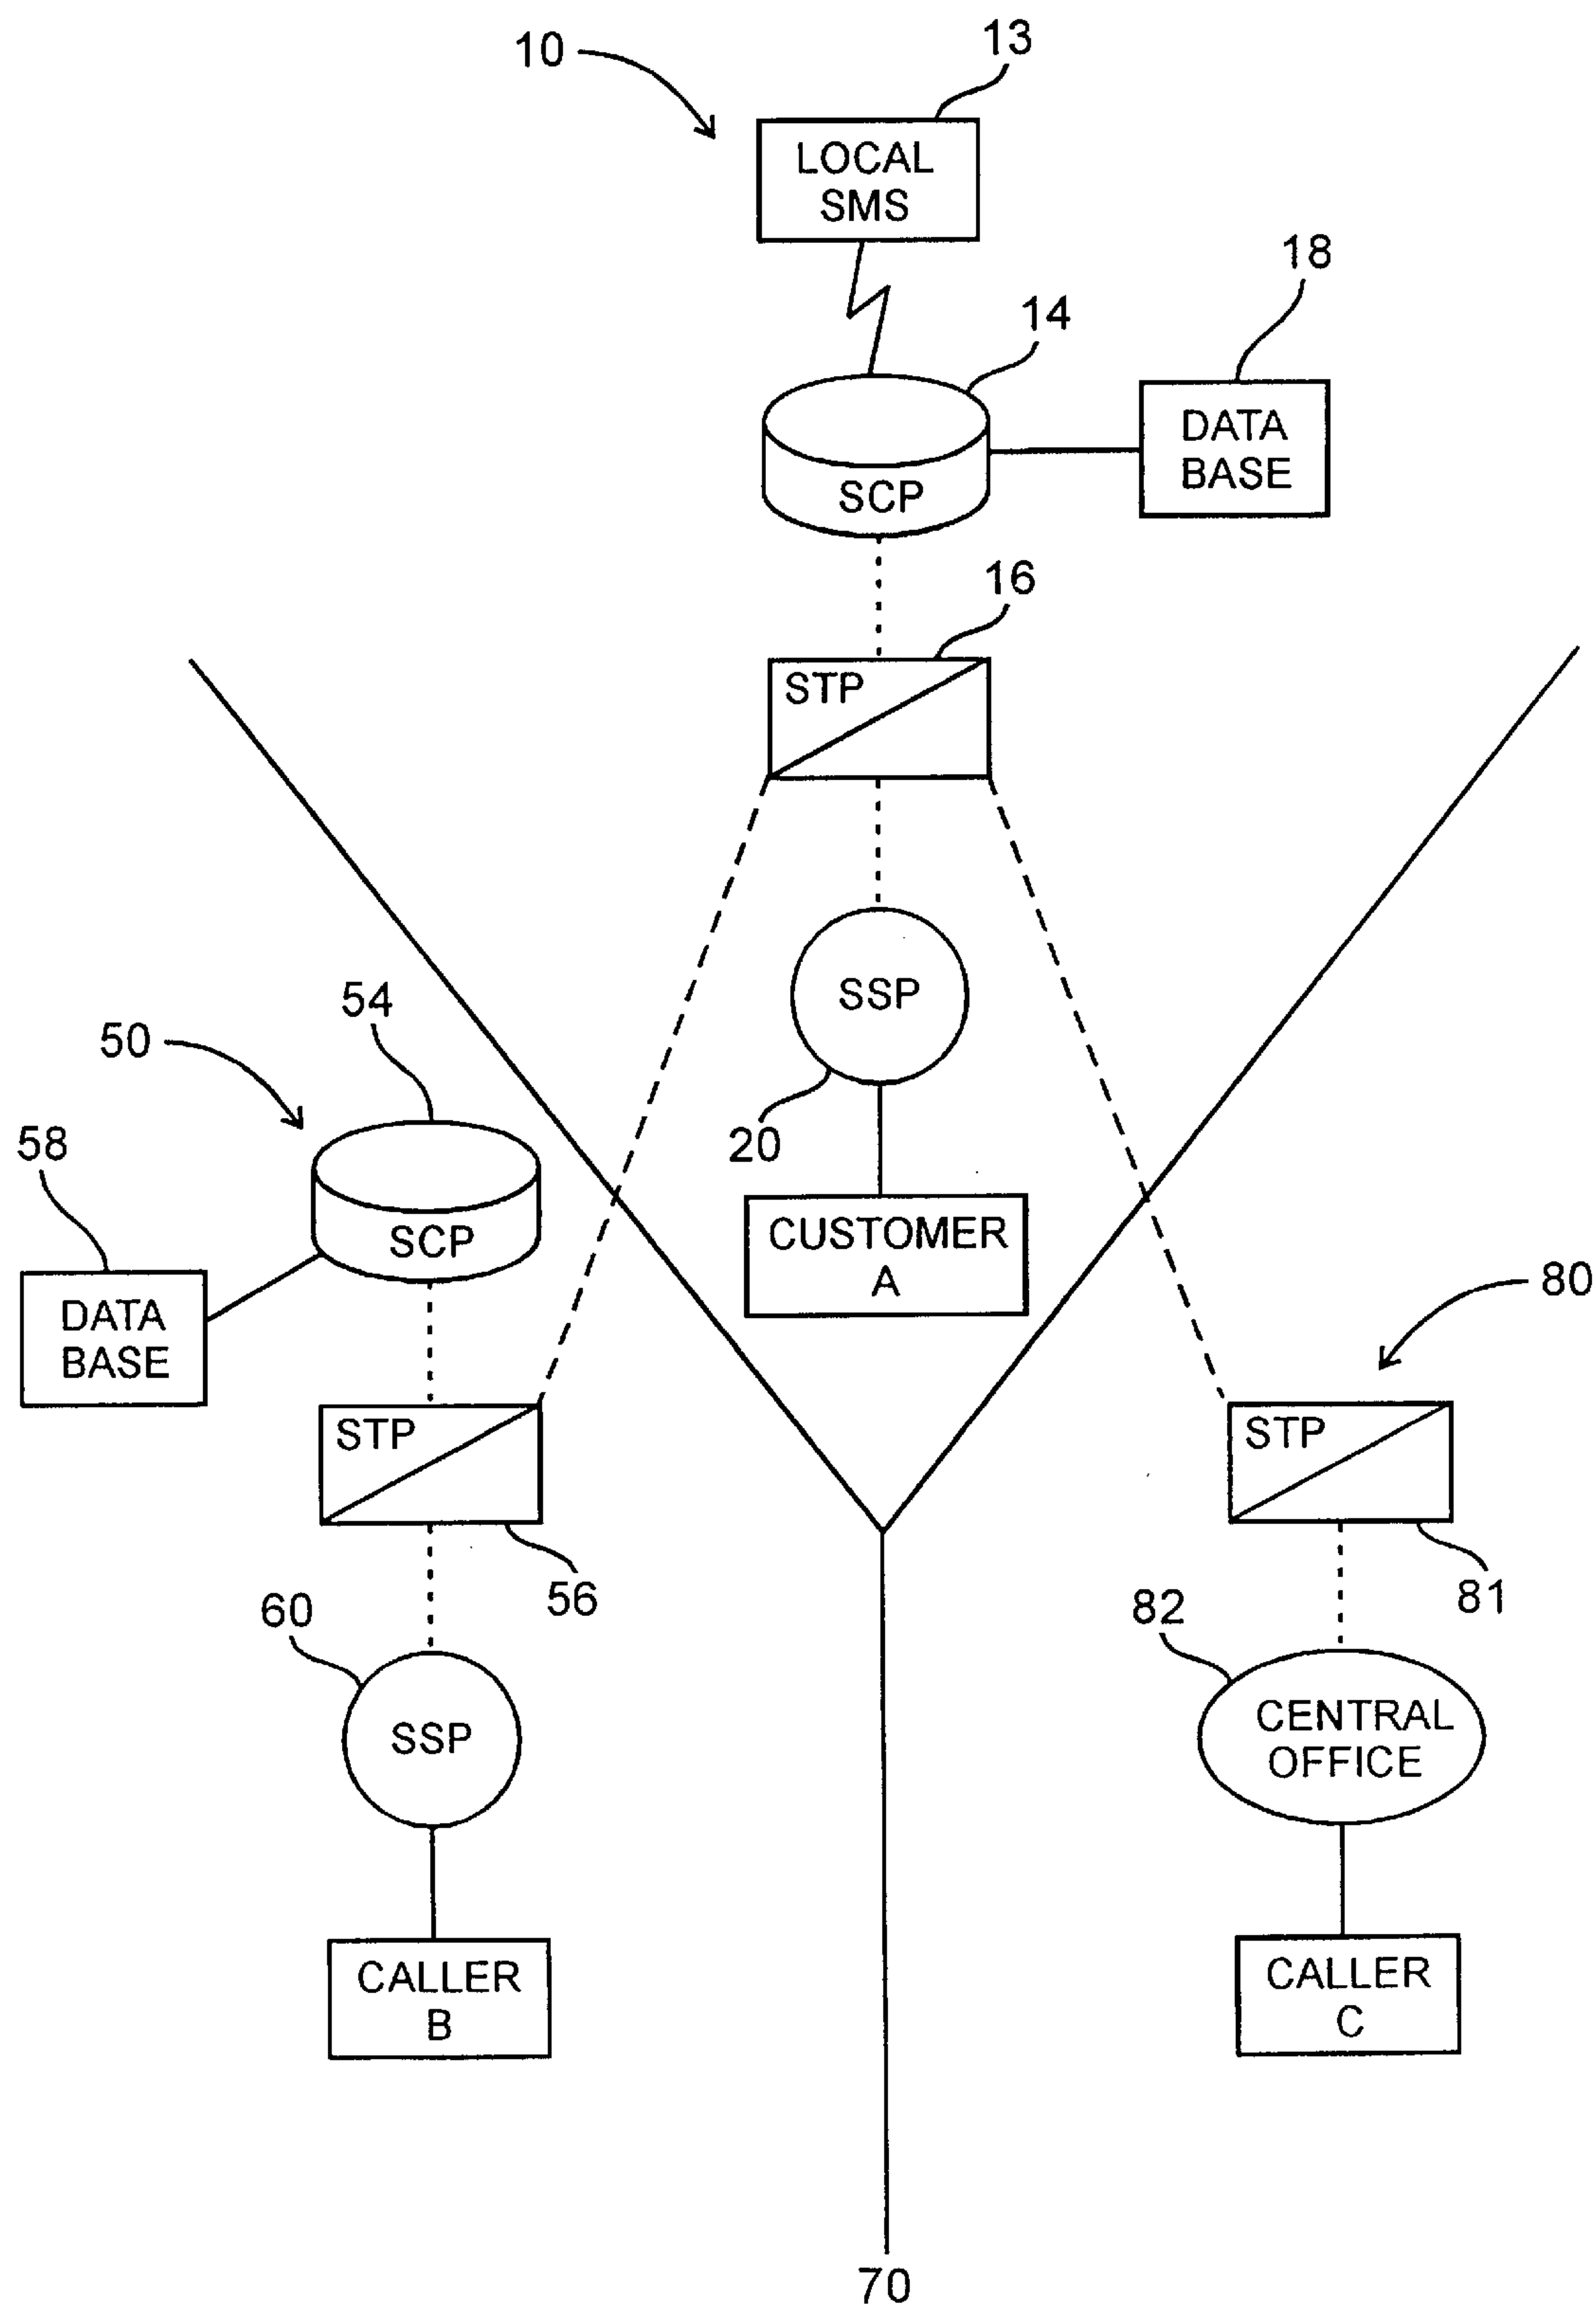 10
13
LOCAL
SMS
18
14
DATA
BASE
SCP
16
STP
SSP
54
50
20
58
CUSTOMER
A
SCP
80
DATA
BASE
STP
STP
56
81
60
82
SSP
CENTRAL
OFFICE
CALLER
B
CALLER
C
70